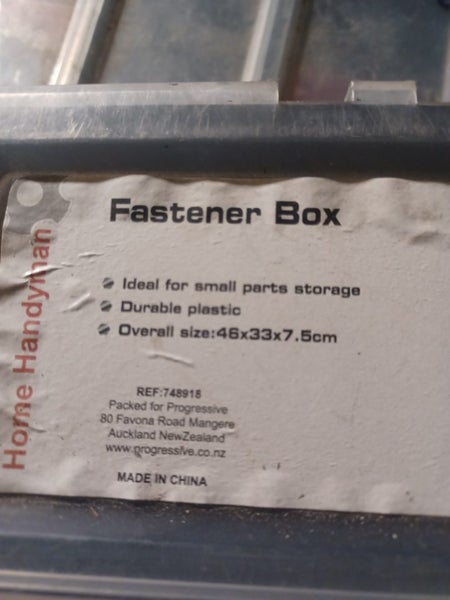 Fastener Box
Ideal for small parts storage
Durable plastic
Overall size:46x33x7.5cm
REF:748918
Packed for Progressive
80 Favona Road Mangere
Auckland NewZealand
www.progressive.co.nz
MADE IN CHINA
Home Handyman